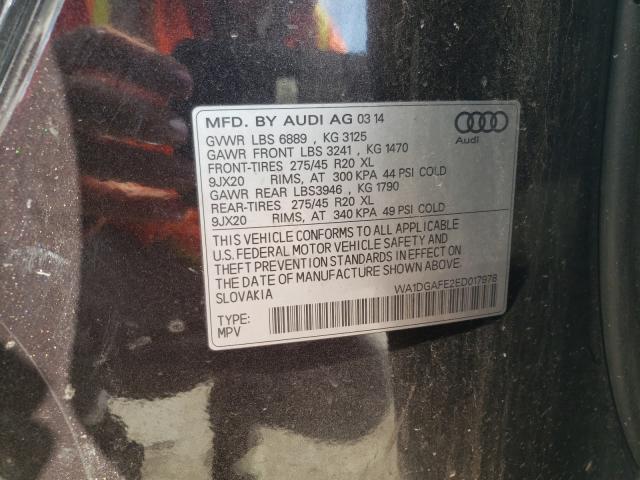 MFD. BY AUDI AG 03 14
Audi
GVWR LBS 6889 , KG 3125
GAWR FRONT LBS 3241 , KG 1470
FRONT-TIRES 275/45 R20 XL
9JX20 RIMS, AT 300 KPA 44 PSI COLD
GAWR REAR LBS3946 , KG 1790
REAR-TIRES 275/45 R20 XL
9JX20 RIMS, AT 340 KPA 49 PSI COLD
THIS VEHICLE CONFORMS TO ALL APPLICABLE
U.S. FEDERAL MOTOR VEHICLE SAFETY AND
THEFT PREVENTION STANDARDS IN EFFECT ON
THE DATE OF MANUFACTURE SHOWN ABOVE.
SLOVAKIA
WA1DGAFE2ED017978
TYPE:
MPV